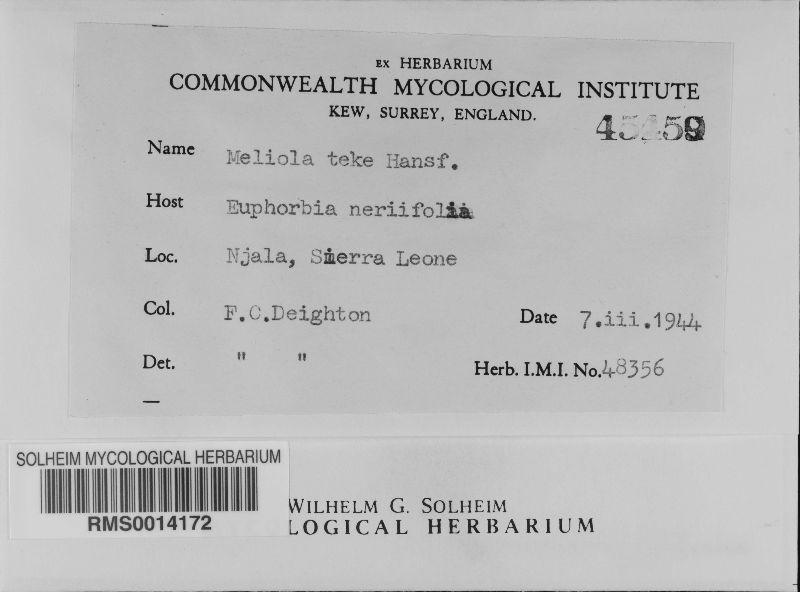 EX HERBARIUM
COMMONWEALTH MYCOLOGICAL INSTITUTE
KEW, SURREY, ENGLAND.
45459
Name Meliola teke Hansf.
Host Euphorbia neriifolia
Loc. Njala, Sierra Leone
Col. F.C.Deighton Date 7.iii.1944
Det. " " Herb. I.M.I. No.48356
SOLHEIM MYCOLOGICAL HERBARIUM
RMS0014172
WILHELM G. SOLHEIM
LOGICAL HERBARIUM